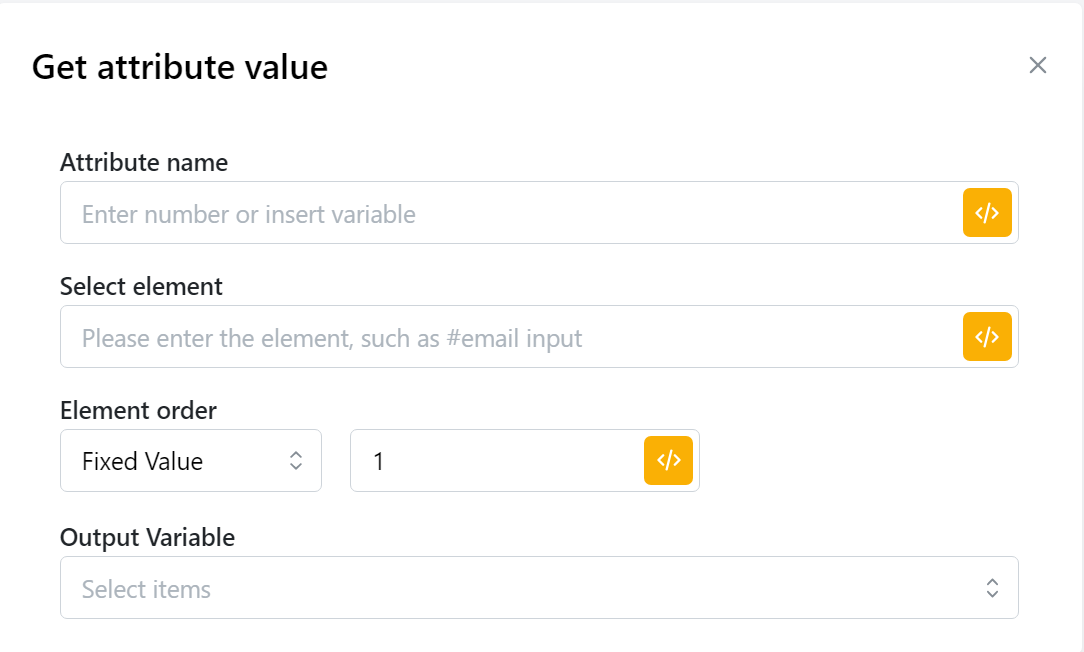 Get attribute value
Attribute name
Enter number or insert variable
</>
Select element
Please enter the element, such as #email input
</>
Element order
Fixed Value
1
</>
Output Variable
Select items